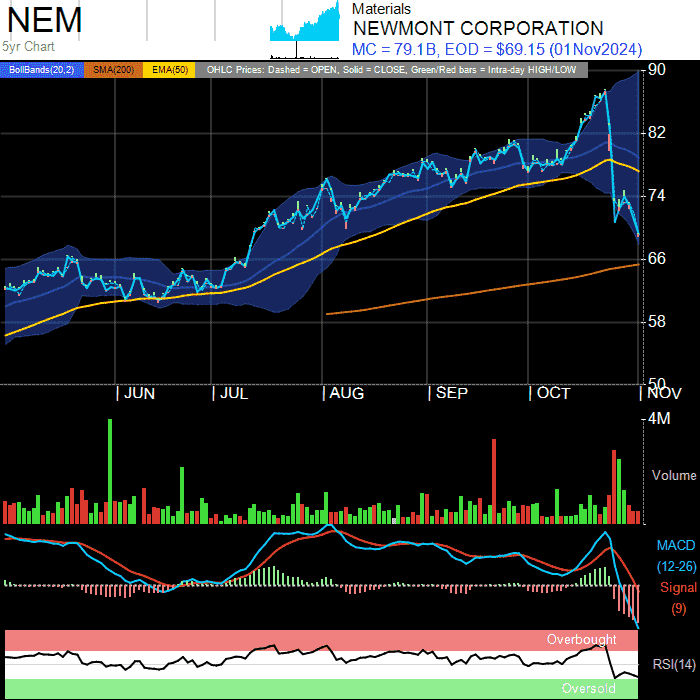 NEM
5yr Chart
Materials
NEWMONT CORPORATION
MC = 79.1B, EOD = $69.15 (01Nov2024)
BollBands(20,2) SMA(200) EMA(50) OHLC Prices: Dashed = OPEN, Solid = CLOSE, Green/Red bars = Intra-day HIGH/LOW
90
82
74
66
58
50
| JUN | JUL | AUG | SEP | OCT | NOV
4M
Volume
MACD
(12-26)
Signal
(9)
Overbought
RSI(14)
Oversold